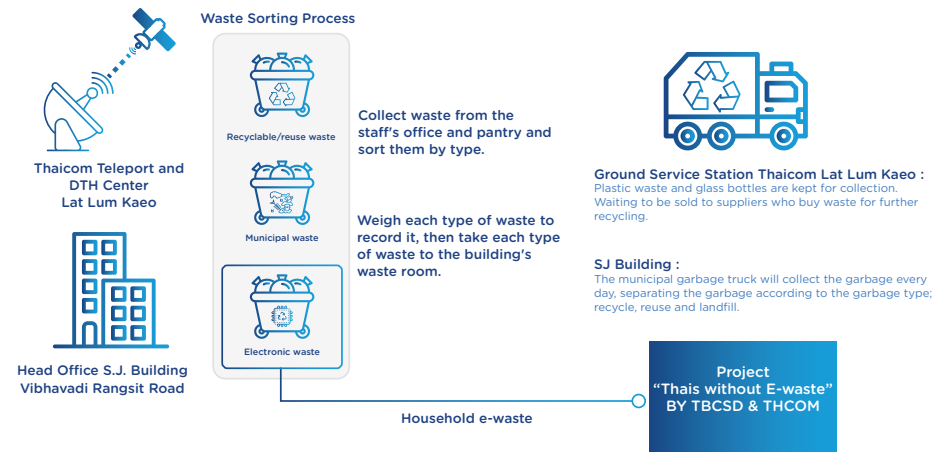 Waste Sorting Process
Thaicom Teleport and
DTH Center
Lat Lum Kaeo
Head Office S.J. Building
Vibhavadi Rangsit Road
Recyclable/reuse waste
Municipal waste
Electronic waste
Collect waste from the
staff's office and pantry and
sort them by type.
Weigh each type of waste to
record it, then take each type
of waste to the building's
waste room.
Ground Service Station Thaicom Lat Lum Kaeo :
Plastic waste and glass bottles are kept for collection.
Waiting to be sold to suppliers who buy waste for further
recycling.
SJ Building :
The municipal garbage truck will collect the garbage every
day, separating the garbage according to the garbage type;
recycle, reuse and landfill.
Household e-waste
Project
“Thais without E-waste”
BY TBCSD & THCOM